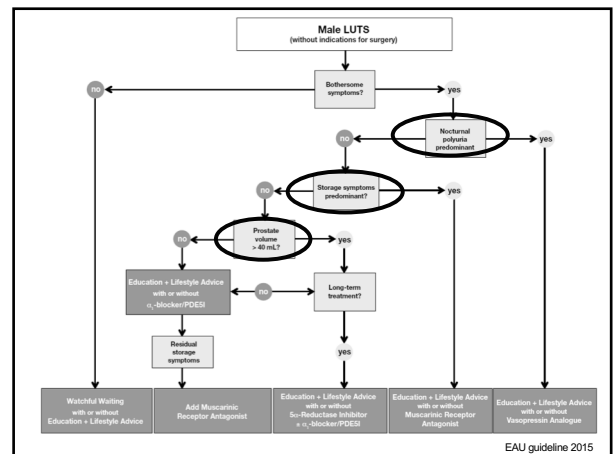 Male LUTS
(without indications for surgery)
no
Bothersome
symptoms?
yes
no
Nocturnal
polyuria
predominant
yes
no
Storage symptoms
predominant?
yes
no
Prostate
volume
> 40 mL?
yes
Education + Lifestyle Advice
with or without
α₁-blocker/PDE5I
no
Long-term
treatment?
Residual
storage
symptoms
yes
Watchful Waiting
with or without
Education + Lifestyle Advice
Add Muscarinic
Receptor Antagonist
Education + Lifestyle Advice
with or without
5α-Reductase Inhibitor
± α₁-blocker/PDE5I
Education + Lifestyle Advice
with or without
Muscarinic Receptor
Antagonist
Education + Lifestyle Advice
with or without
Vasopressin Analogue
EAU guideline 2015